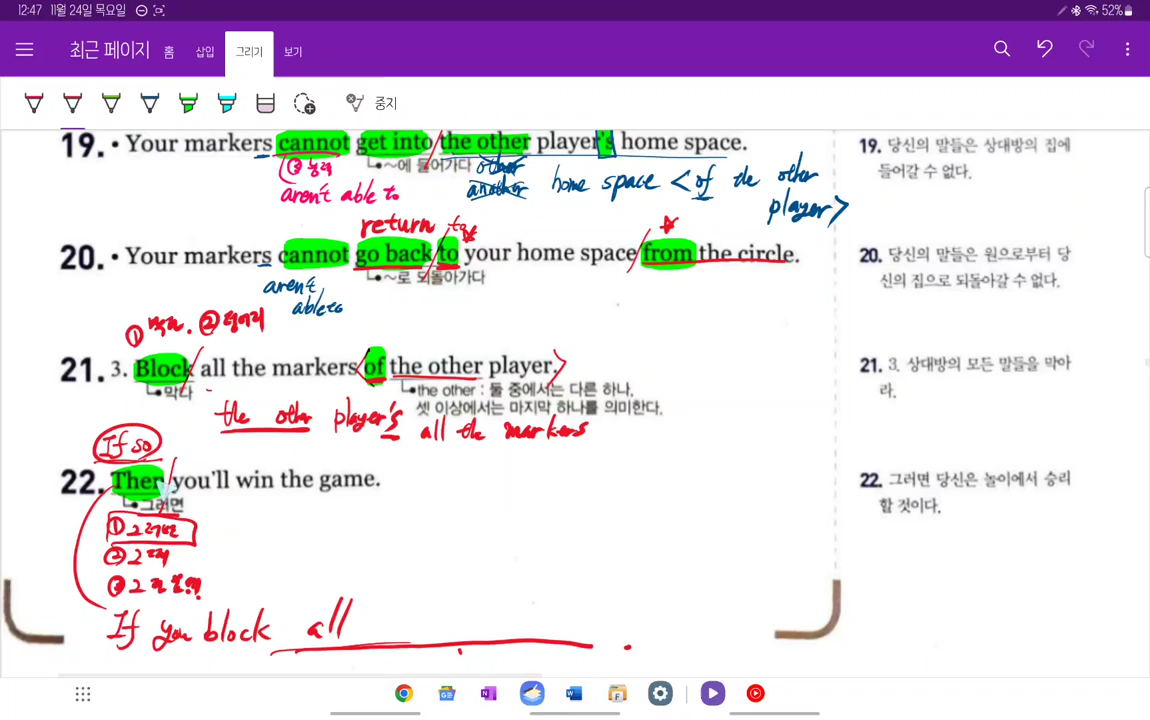 12:47 11월 24일 목요일 52%
최근 페이지 홈 삽입 그리기 보기
중지
19. • Your markers cannot get into the other player's home space.
19. 당신의 말들은 상대방의 집에
들어갈 수 없다.
③ 능력
~에 들어가다
other
another
aren't able to
home space < of the other
player>
return to
20. • Your markers cannot go back to your home space from the circle.
20. 당신의 말들은 원으로부터 당
신의 집으로 되돌아갈 수 없다.
~로 되돌아가다
aren't
able to
① ② 덩어리
21. 3. Block all the markers <of the other player.>
21. 3. 상대방의 모든 말들을 막아
라.
막다
the other : 둘 중에서는 다른 하나,
셋 이상에서는 마지막 하나를 의미한다.
the other player's all the markers
If so
22. Then you'll win the game.
22. 그러면 당신은 놀이에서 승리
할 것이다.
그러면
① 그러면
② 그때
③
If you block all .